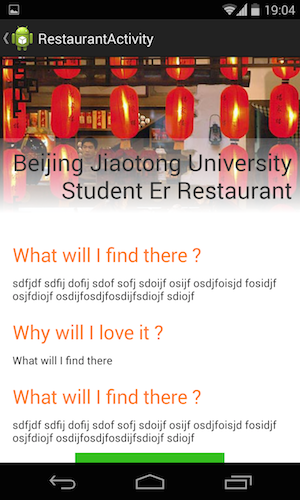 19:04
RestaurantActivity
Beijing Jiaotong University
Student Er Restaurant
What will I find there ?
sdfjdf sdfij dofij sdof sofj sdoijf osijf osdjfoisjd fosidjf
osjfdiojf osdijfosdjfosdijfsdiojf sdiojf
Why will I love it ?
What will I find there
What will I find there ?
sdfjdf sdfij dofij sdof sofj sdoijf osijf osdjfoisjd fosidjf
osjfdiojf osdijfosdjfosdijfsdiojf sdiojf